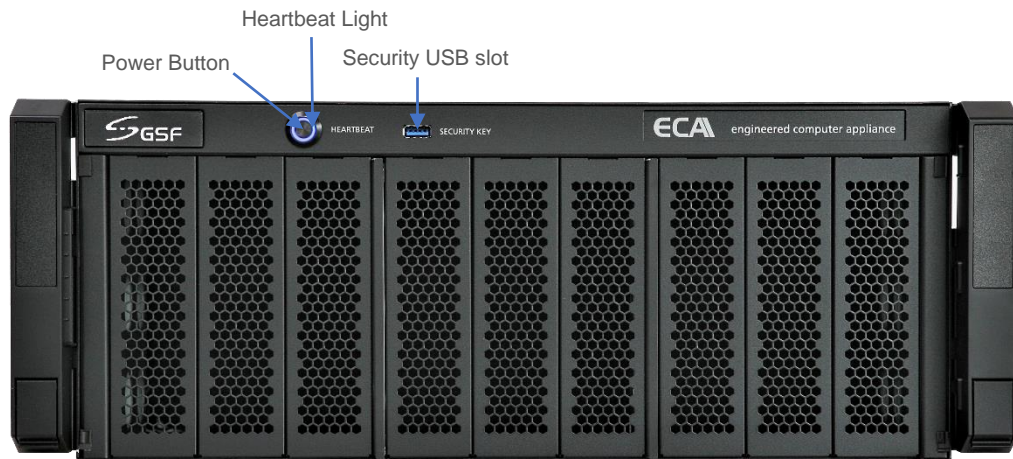 Heartbeat Light
Power Button
Security USB slot
GSF
HEARTBEAT
SECURITY KEY
ECA
engineered computer appliance